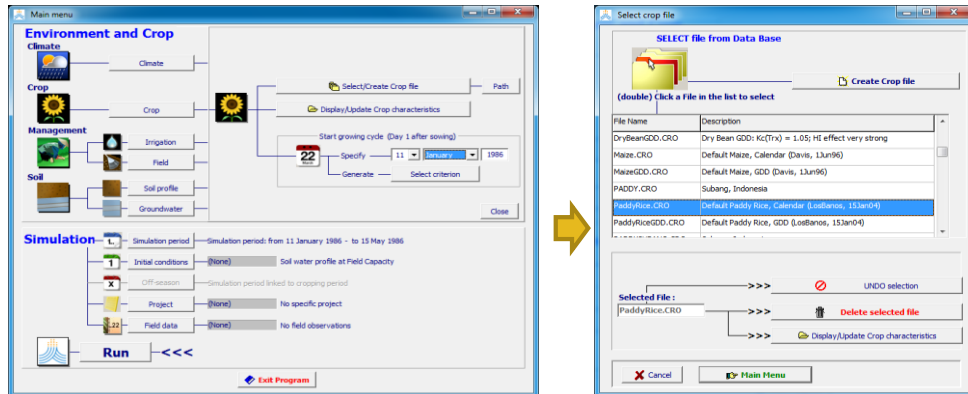 Main menu
Environment and Crop
Climate
Climate
Crop
Crop
Management
Irrigation
Field
Soil
Soil profile
Groundwater
Select/Create Crop file
Path
Display/Update Crop characteristics
Start growing cycle (Day 1 after sowing)
22
Specify
11
January
1986
Generate
Select criterion
Close
Simulation
Simulation period
Simulation period: from 11 January 1986 - to 15 May 1986
1
Initial conditions
(None)
Soil water profile at Field Capacity
X
Off-season
Simulation period linked to cropping period
Project
(None)
No specific project
Field data
(None)
No field observations
Run
<<<
Exit Program
Select crop file
SELECT file from Data Base
Create Crop file
(double) Click a File in the list to select
File Name Description
DryBeanGDD.CRO Dry Bean GDD: Kc(Trx) = 1.05; HI effect very strong
Maize.CRO Default Maize, Calendar (Davis, 1Jun96)
MaizeGDD.CRO Default Maize, GDD (Davis, 1Jun96)
PADDY.CRO Subang, Indonesia
PaddyRice.CRO Default Paddy Rice, Calendar (LosBanos, 15Jan04)
PaddyRiceGDD.CRO Default Paddy Rice, GDD (LosBanos, 15Jan04)
>>>
UNDO selection
Selected File :
PaddyRice.CRO
>>>
Delete selected file
>>>
Display/Update Crop characteristics
Cancel
Main Menu